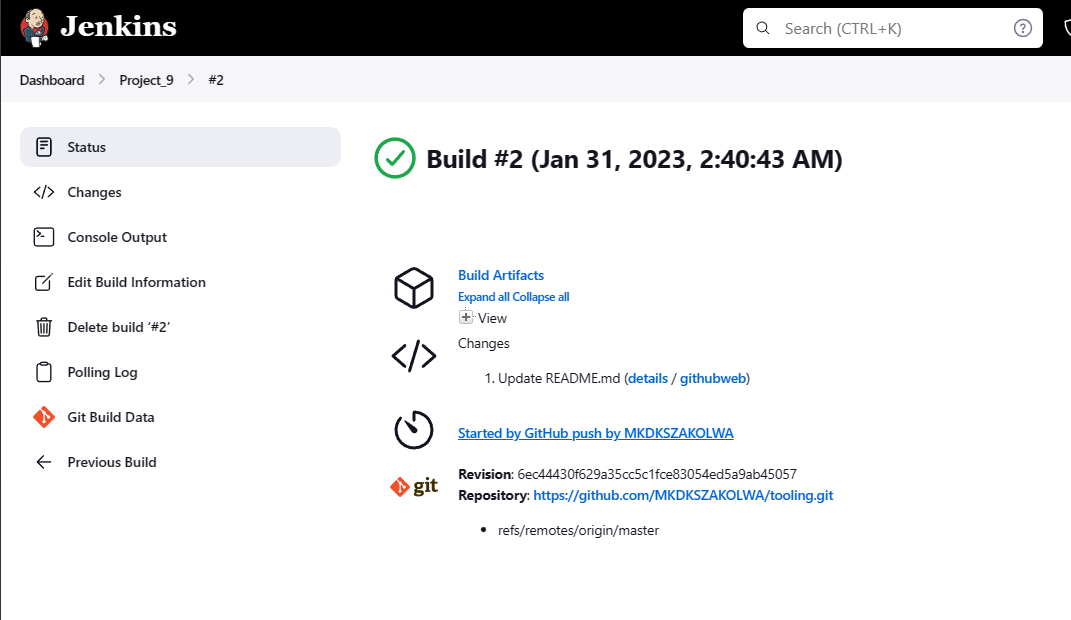 Jenkins
Search (CTRL+K)
Dashboard
Project_9
#2
Status
Changes
Console Output
Edit Build Information
Delete build ‘#2’
Polling Log
Git Build Data
Previous Build
Build #2 (Jan 31, 2023, 2:40:43 AM)
Build Artifacts
Expand all Collapse all
View
Changes
1. Update README.md (details / githubweb)
Started by GitHub push by MKDKSZAKOLWA
git
Revision: 6ec44430f629a35cc5c1fce83054ed5a9ab45057
Repository: https://github.com/MKDKSZAKOLWA/tooling.git
• refs/remotes/origin/master